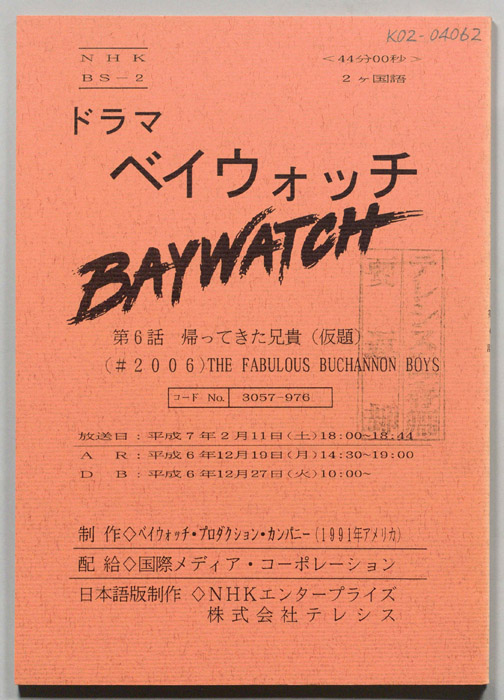 K02-04062
NHK
BS-2
<44分00秒>
2ヶ国語
ドラマ
ベイウォッチ
BAYWATCH
第6話 帰ってきた兄貴(仮題)
(#2006)THE FABULOUS BUCHANNON BOYS
コード No. 3057-976
放送日:平成7年2月11日(土)18:00~18:44
AR:平成6年12月19日(月)14:30~19:00
DB:平成6年12月27日(火)10:00~
制作◇ベイウォッチ・プロダクション・カンパニー(1991年アメリカ)
配給◇国際メディア・コーポレーション
日本語版制作◇NHKエンタープライズ
株式会社テレシス